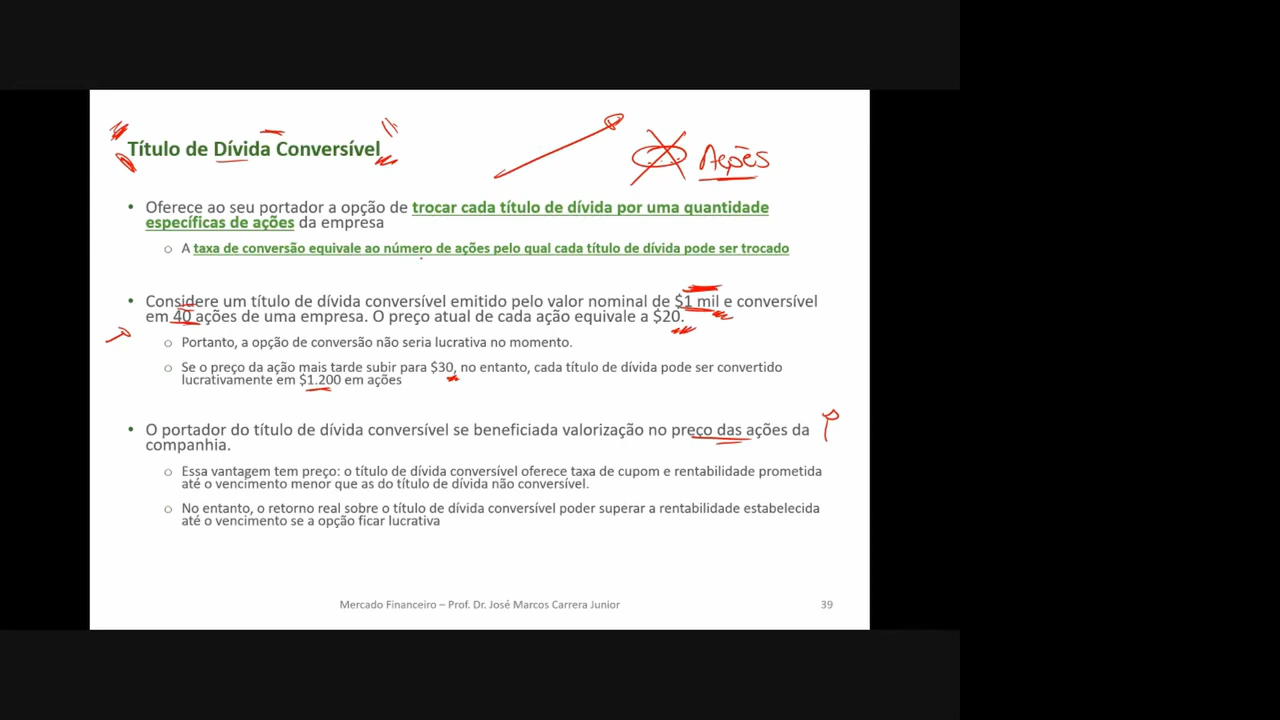 Título de Dívida Conversível
Ações
• Oferece ao seu portador a opção de trocar cada título de dívida por uma quantidade
específicas de ações da empresa
○ A taxa de conversão equivale ao número de ações pelo qual cada título de dívida pode ser trocado
• Considere um título de dívida conversível emitido pelo valor nominal de $1 mil e conversível
em 40 ações de uma empresa. O preço atual de cada ação equivale a $20.
○ Portanto, a opção de conversão não seria lucrativa no momento.
○ Se o preço da ação mais tarde subir para $30, no entanto, cada título de dívida pode ser convertido
lucrativamente em $1.200 em ações
• O portador do título de dívida conversível se beneficiada valorização no preço das ações da
companhia.
○ Essa vantagem tem preço: o título de dívida conversível oferece taxa de cupom e rentabilidade prometida
até o vencimento menor que as do título de dívida não conversível.
○ No entanto, o retorno real sobre o título de dívida conversível poder superar a rentabilidade estabelecida
até o vencimento se a opção ficar lucrativa
Mercado Financeiro – Prof. Dr. José Marcos Carrera Junior
39